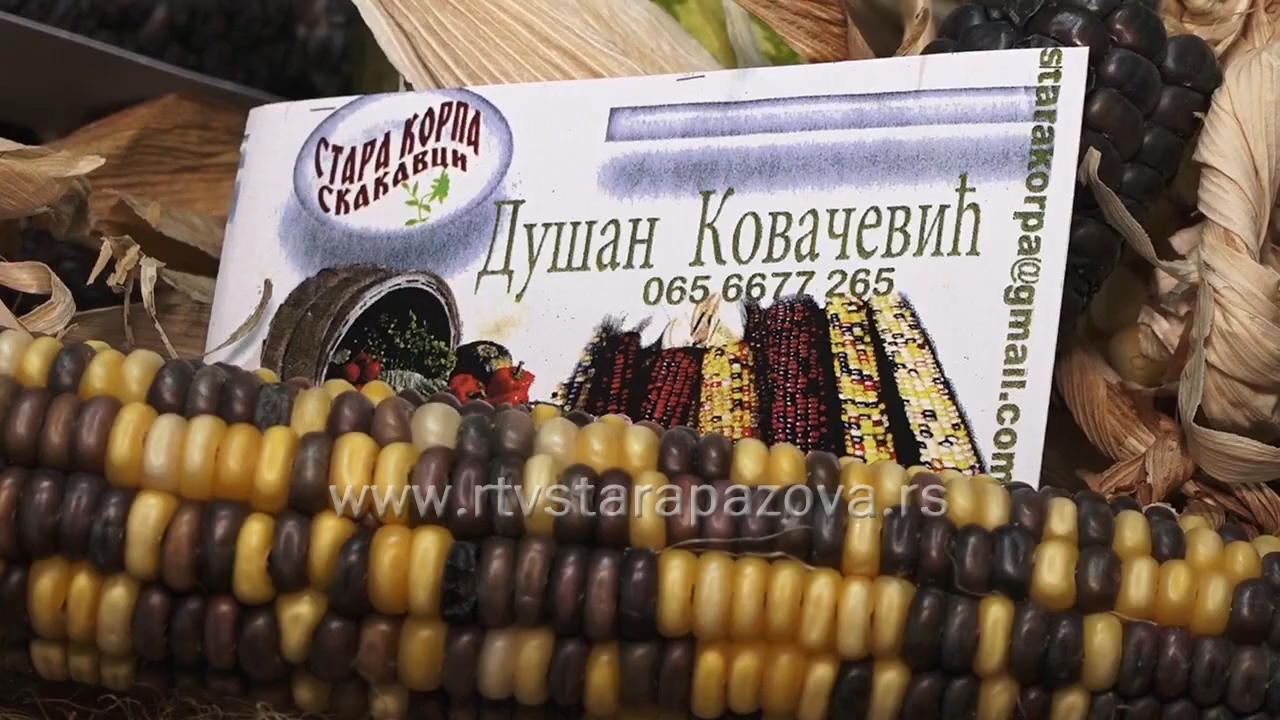 СТАРА КОРПА
СКАКАВЦИ
Душан Ковачевић
065 6677 265
starakorpa@gmail.com
www.rtvstarapazova.rs